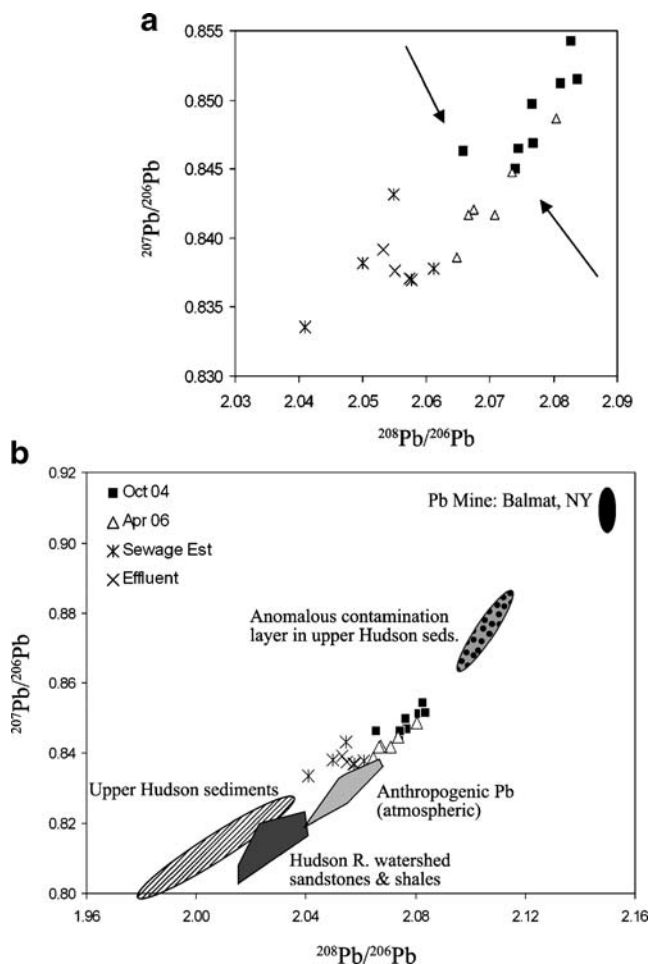 a
0.855
0.850
0.845
0.840
0.835
0.830
²⁰⁷Pb/²⁰⁶Pb
2.03 2.04 2.05 2.06 2.07 2.08 2.09
²⁰⁸Pb/²⁰⁶Pb
b
0.92
0.90
0.88
0.86
0.84
0.82
0.80
²⁰⁷Pb/²⁰⁶Pb
Oct 04
Apr 06
Sewage Est
Effluent
Pb Mine: Balmat, NY
Anomalous contamination
layer in upper Hudson seds.
Upper Hudson sediments
Anthropogenic Pb
(atmospheric)
Hudson R. watershed
sandstones & shales
1.96 2.00 2.04 2.08 2.12 2.16
²⁰⁸Pb/²⁰⁶Pb